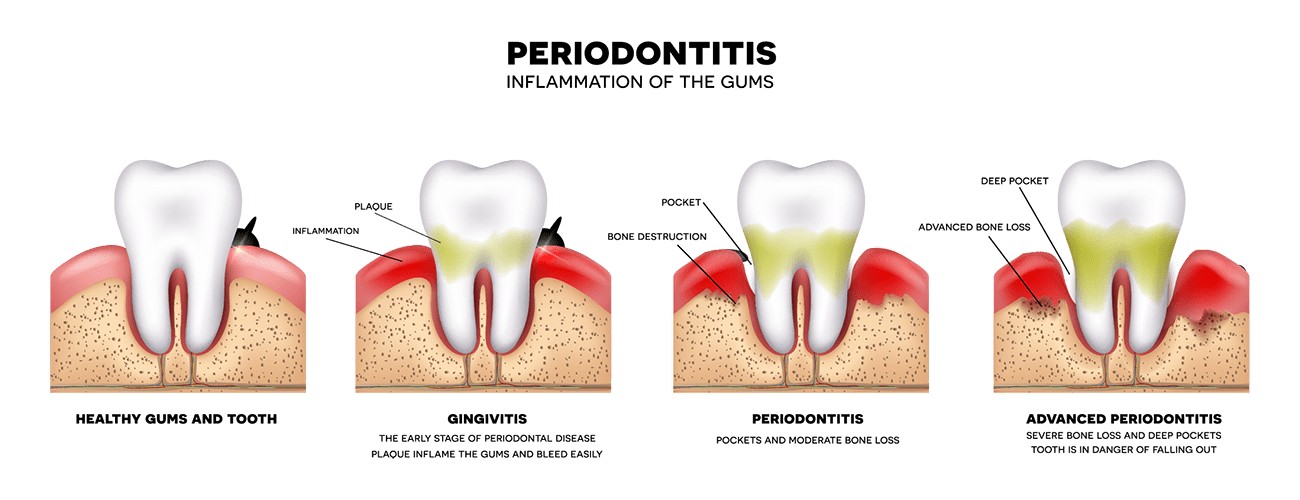 PERIODONTITIS
INFLAMMATION OF THE GUMS
PLAQUE
INFLAMMATION
POCKET
BONE DESTRUCTION
DEEP POCKET
ADVANCED BONE LOSS
HEALTHY GUMS AND TOOTH
GINGIVITIS
THE EARLY STAGE OF PERIODONTAL DISEASE
PLAQUE INFLAME THE GUMS AND BLEED EASILY
PERIODONTITIS
POCKETS AND MODERATE BONE LOSS
ADVANCED PERIODONTITIS
SEVERE BONE LOSS AND DEEP POCKETS
TOOTH IS IN DANGER OF FALLING OUT